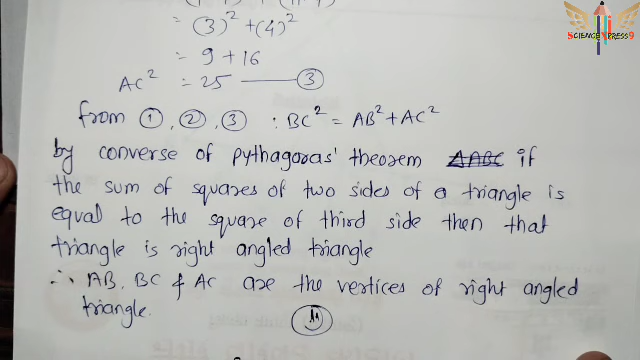 SCIENCEXPRESS9
= (3)² + (4)²
= 9 + 16
AC² = 25 —— ③
from ①, ②, ③ : BC² = AB² + AC²
by converse of pythagoras' theorem ΔABC if
the sum of squares of two sides of a triangle is
equal to the square of third side then that
triangle is right angled triangle
∴ AB, BC & AC are the vertices of right angled
triangle.